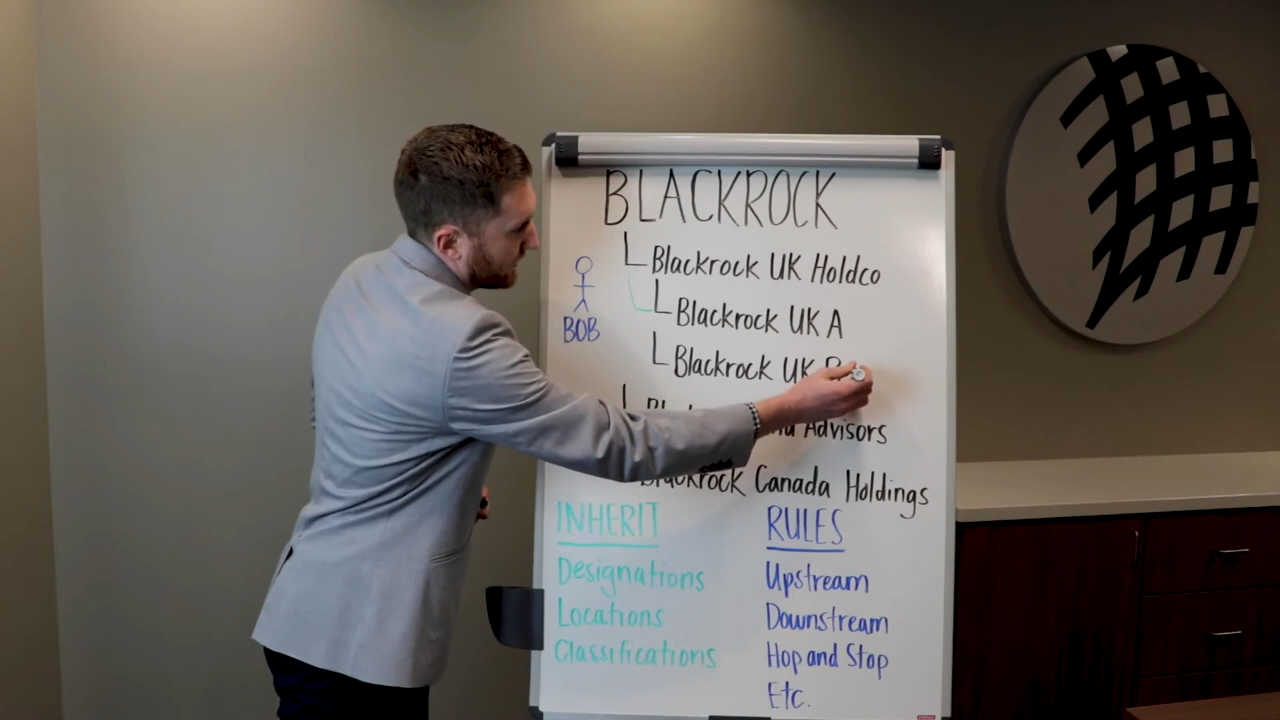 BLACKROCK
Blackrock UK Holdco
BOB
Blackrock UK A
Blackrock UK
Advisors
Blackrock Canada Holdings
INHERIT
Designations
Locations
Classifications
RULES
Upstream
Downstream
Hop and Stop
Etc.